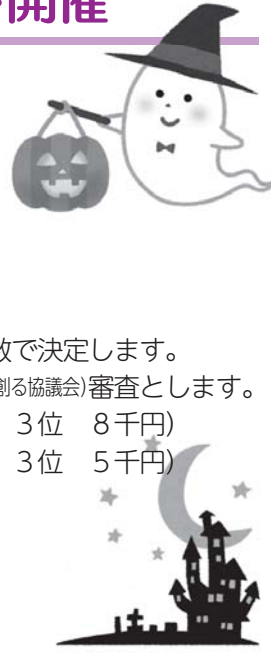 開催
数で決定します。
創る協議会)審査とします。
3位 8千円)
3位 5千円)